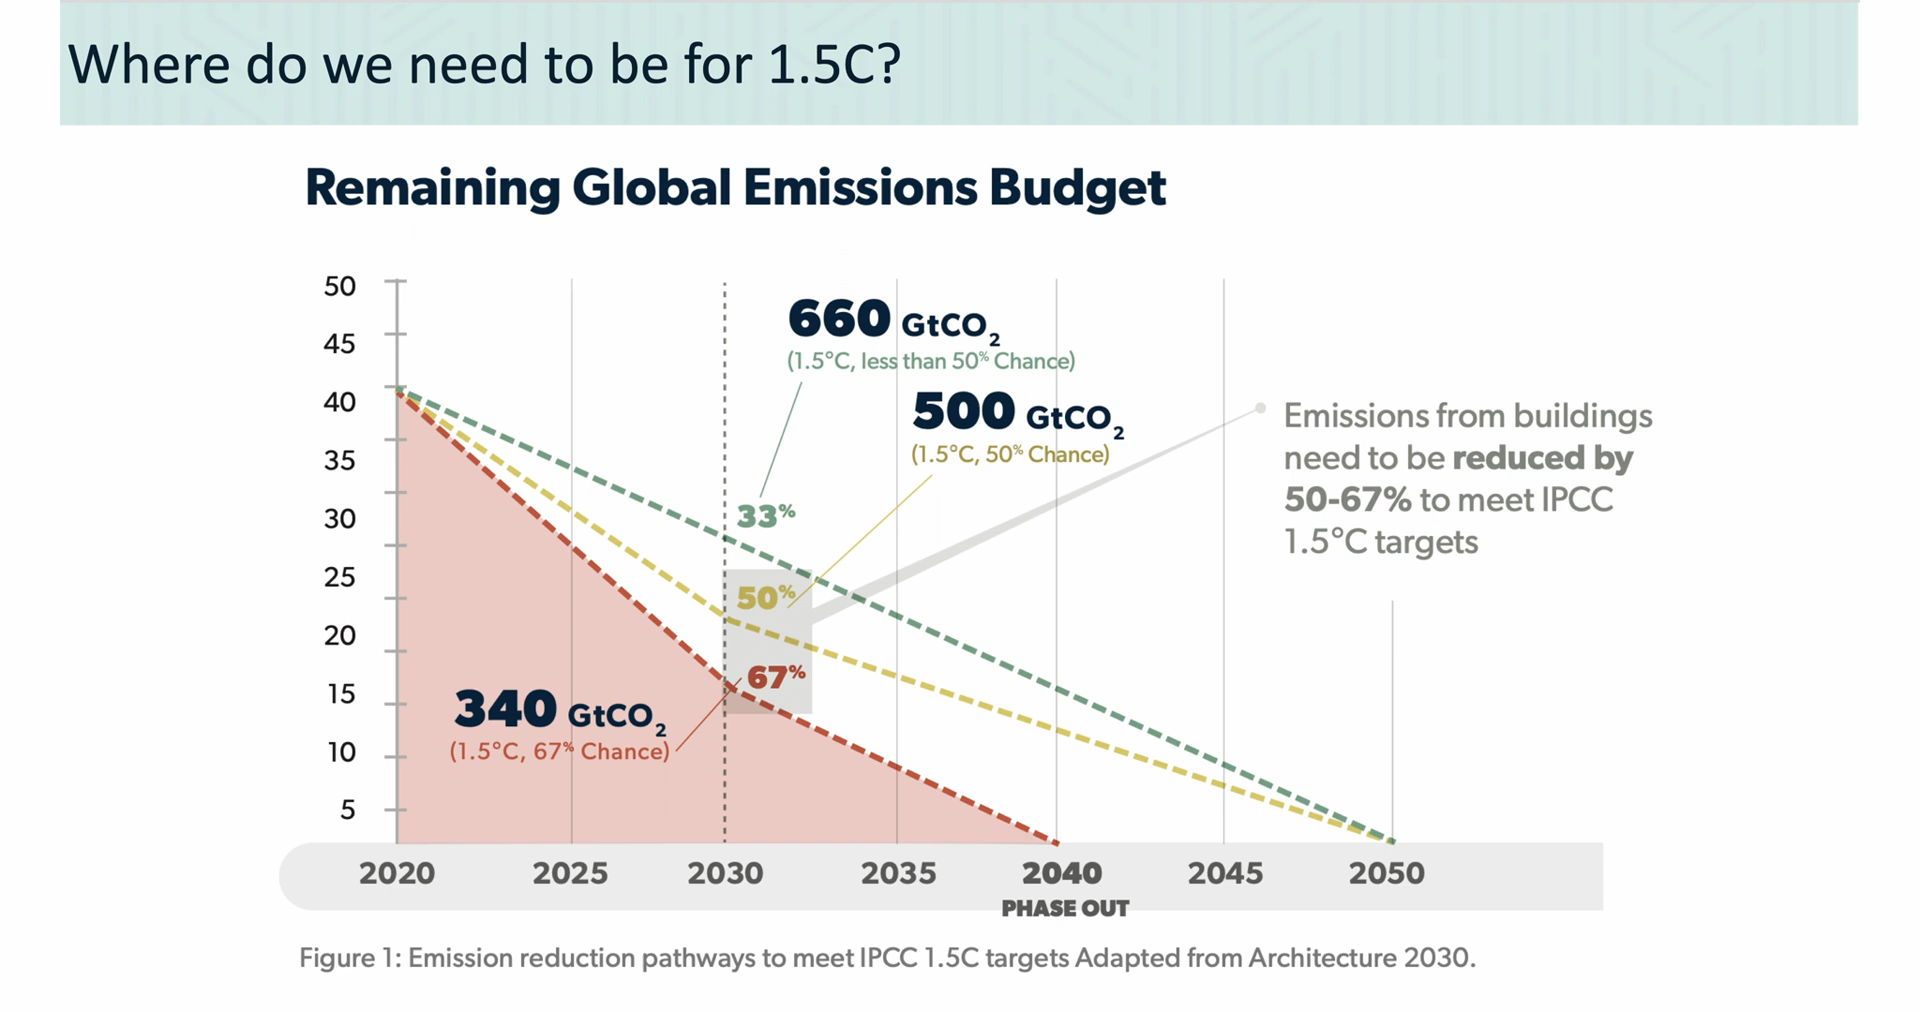 Where do we need to be for 1.5C?
Remaining Global Emissions Budget
50
45
40
35
30
25
20
15
10
5
660 GtCO2
(1.5°C, less than 50% Chance)
500 GtCO2
(1.5°C, 50% Chance)
33%
50%
67%
340 GtCO2
(1.5°C, 67% Chance)
Emissions from buildings
need to be reduced by
50-67% to meet IPCC
1.5°C targets
2020 2025 2030 2035 2040 2045 2050
PHASE OUT
Figure 1: Emission reduction pathways to meet IPCC 1.5C targets Adapted from Architecture 2030.